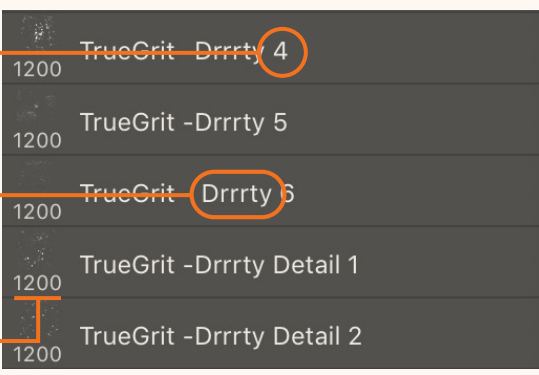 TrueGrit -Drrrty 4
1200
TrueGrit -Drrrty 5
1200
TrueGrit - Drrrty 6
1200
TrueGrit -Drrrty Detail 1
1200
TrueGrit -Drrrty Detail 2
1200